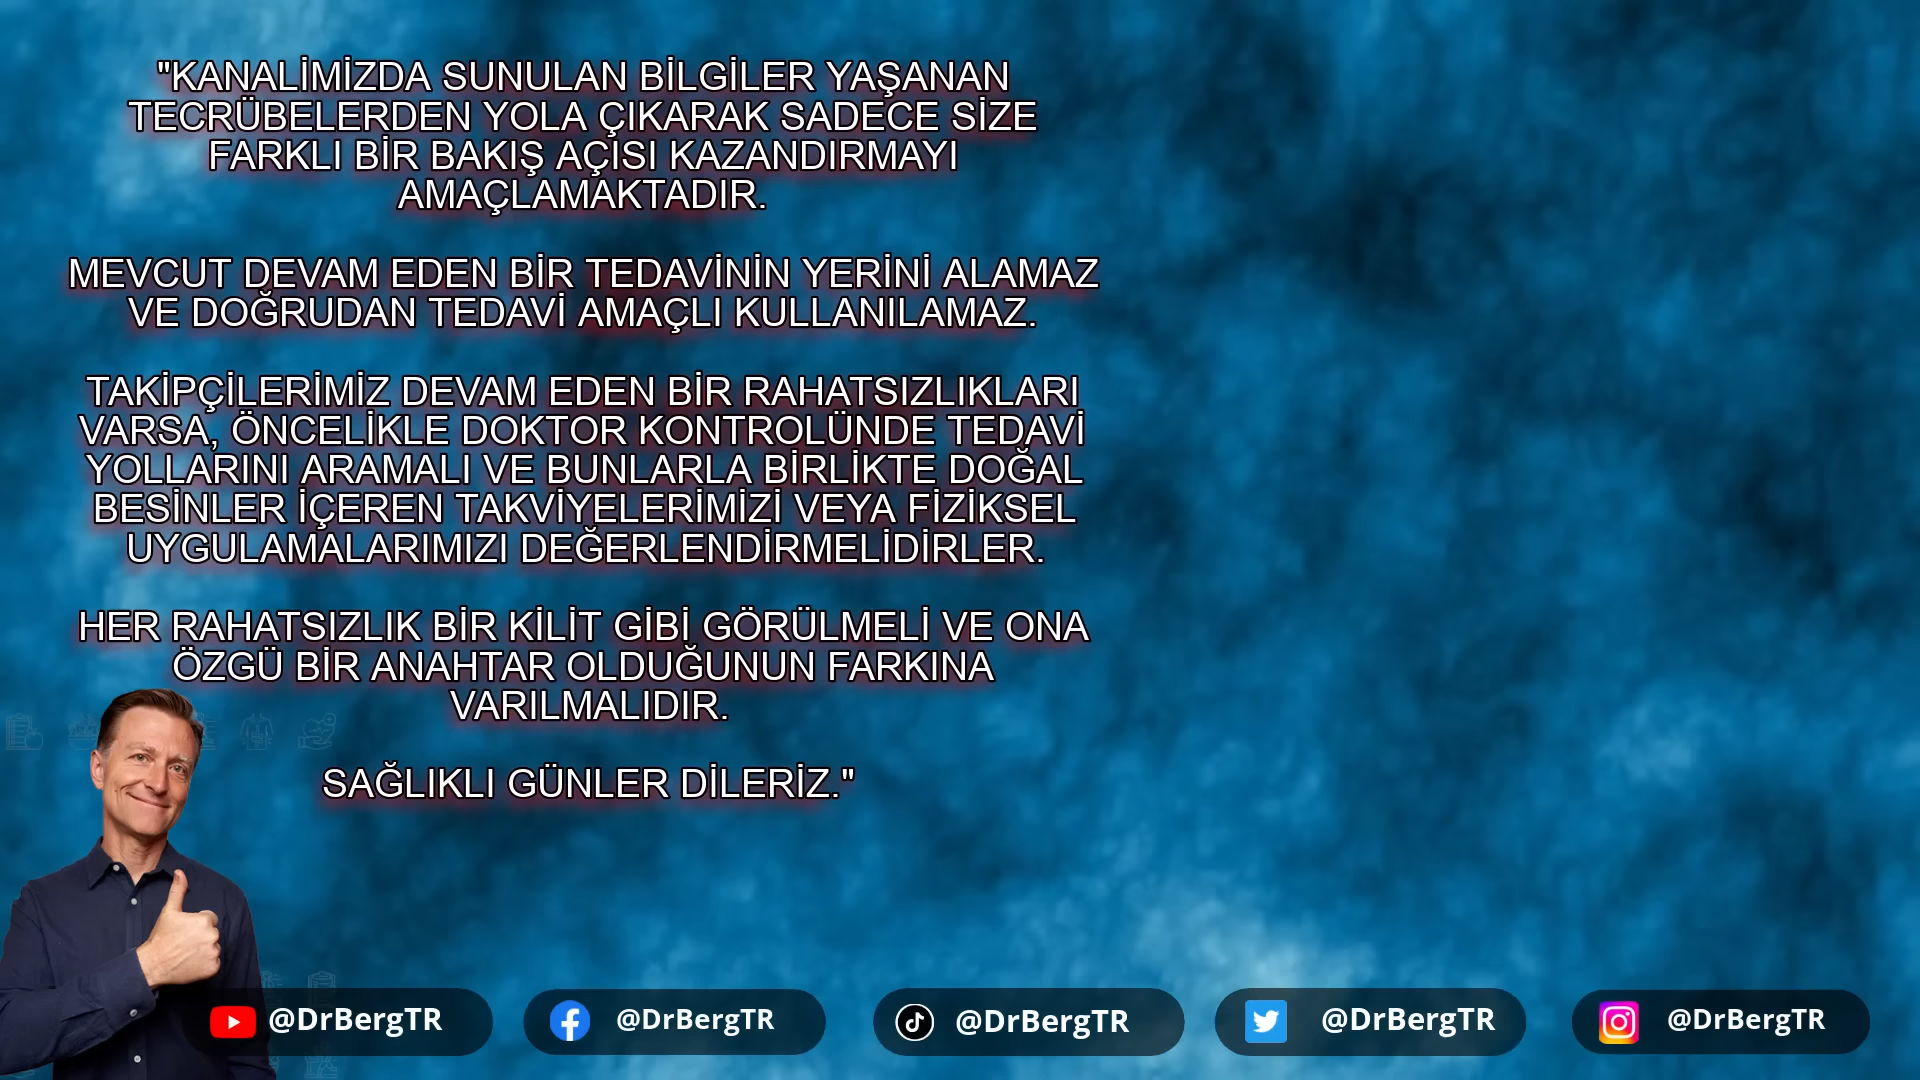 "KANALİMİZDA SUNULAN BİLGİLER YAŞANAN
TECRÜBELERDEN YOLA ÇIKARAK SADECE SİZE
FARKLI BİR BAKIŞ AÇISI KAZANDIRMAYI
AMAÇLAMAKTADIR.
MEVCUT DEVAM EDEN BİR TEDAVİNİN YERİNİ ALAMAZ
VE DOĞRUDAN TEDAVİ AMAÇLI KULLANILAMAZ.
TAKİPÇİLERİMİZ DEVAM EDEN BİR RAHATSIZLIKLARI
VARSA, ÖNCELİKLE DOKTOR KONTROLÜNDE TEDAVİ
YOLLARINI ARAMALI VE BUNLARLA BİRLİKTE DOĞAL
BESİNLER İÇEREN TAKVİYELERİMİZİ VEYA FİZİKSEL
UYGULAMALARIMIZI DEĞERLENDİRMELİDİRLER.
HER RAHATSIZLIK BİR KİLİT GİBİ GÖRÜLMELİ VE ONA
ÖZGÜ BİR ANAHTAR OLDUĞUNUN FARKINA
VARILMALIDIR.
SAĞLIKLI GÜNLER DİLERİZ."
@DrBergTR @DrBergTR @DrBergTR @DrBergTR @DrBergTR